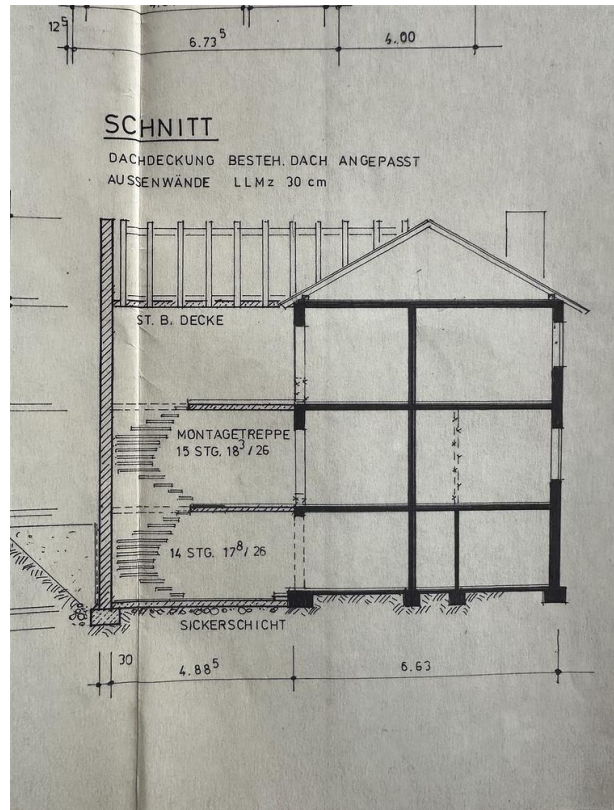 12⁵
6.73⁵
4.00
SCHNITT
DACHDECKUNG BESTEH. DACH ANGEPASST
AUSSENWÄNDE LLMz 30 cm
ST. B. DECKE
MONTAGETREPPE
15 STG. 18³/26
14 STG. 17⁸/26
SICKERSCHICHT
30
4.88⁵
6.63